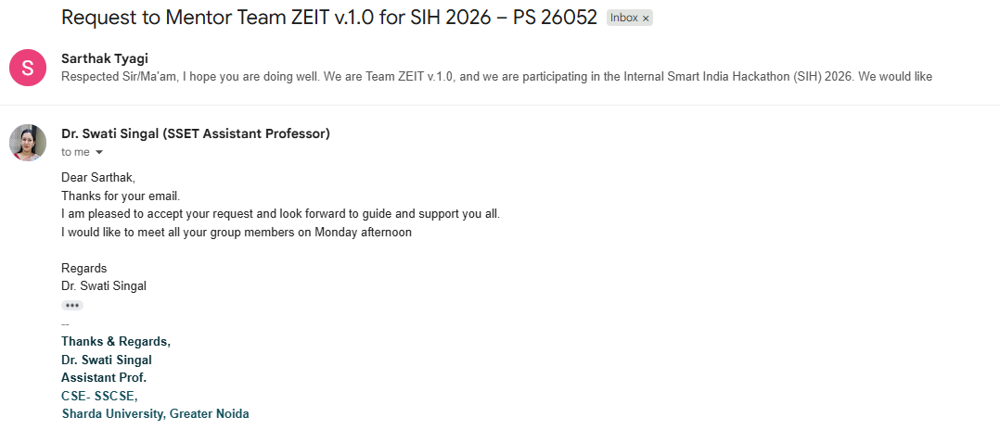 Request to Mentor Team ZEIT v.1.0 for SIH 2026 – PS 26052 Inbox ×
S
Sarthak Tyagi
Respected Sir/Ma'am, I hope you are doing well. We are Team ZEIT v.1.0, and we are participating in the Internal Smart India Hackathon (SIH) 2026. We would like
Dr. Swati Singal (SSET Assistant Professor)
to me
Dear Sarthak,
Thanks for your email.
I am pleased to accept your request and look forward to guide and support you all.
I would like to meet all your group members on Monday afternoon
Regards
Dr. Swati Singal
•••
--
Thanks & Regards,
Dr. Swati Singal
Assistant Prof.
CSE- SSCSE,
Sharda University, Greater Noida